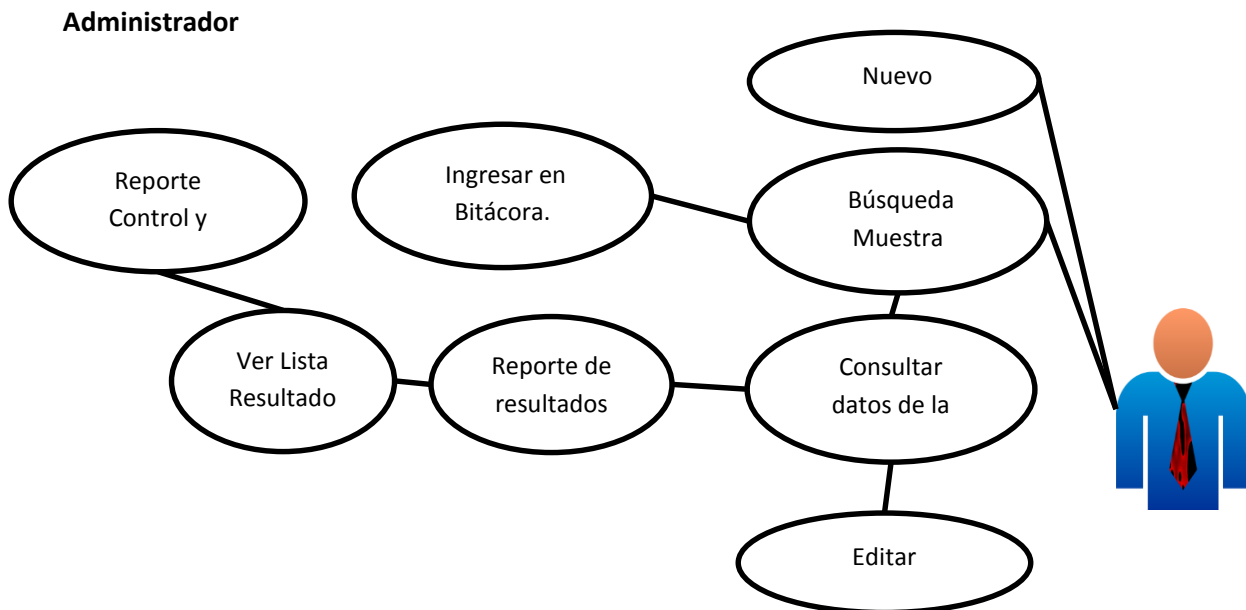 Administrador
Nuevo
Reporte
Control y
Ingresar en
Bitácora.
Búsqueda
Muestra
Ver Lista
Resultado
Reporte de
resultados
Consultar
datos de la
Editar